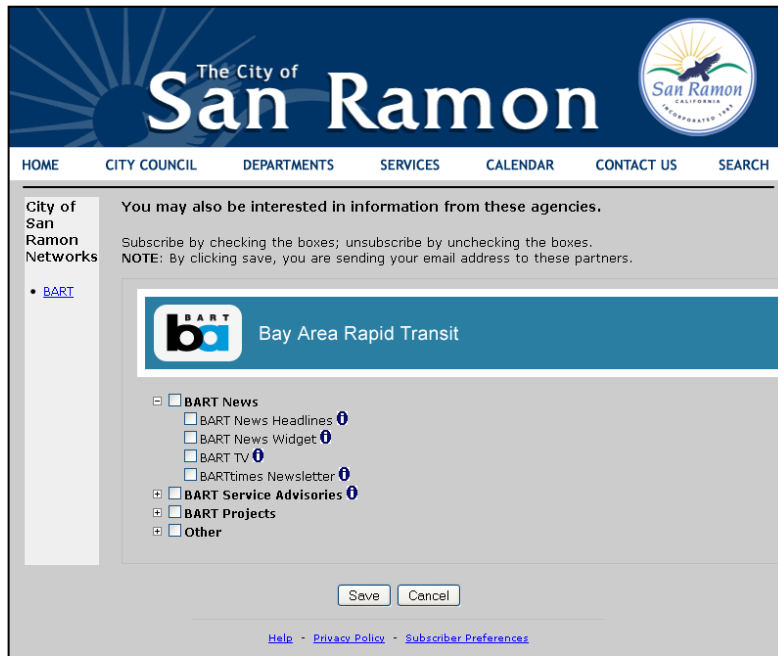 The City of
San Ramon
San Ramon
CALIFORNIA
INCORPORATED 1983
HOME CITY COUNCIL DEPARTMENTS SERVICES CALENDAR CONTACT US SEARCH
City of
San
Ramon
Networks
• BART
You may also be interested in information from these agencies.
Subscribe by checking the boxes; unsubscribe by unchecking the boxes.
NOTE: By clicking save, you are sending your email address to these partners.
BART
ba
Bay Area Rapid Transit
BART News
BART News Headlines
BART News Widget
BART TV
BARTtimes Newsletter
BART Service Advisories
BART Projects
Other
Save Cancel
Help - Privacy Policy - Subscriber Preferences